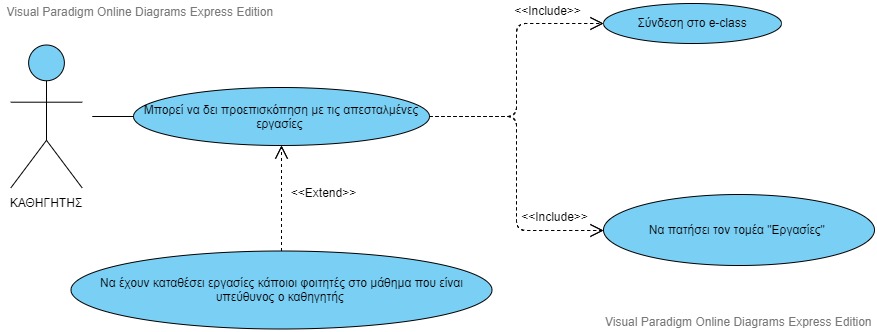 Visual Paradigm Online Diagrams Express Edition
<<Include>>
Σύνδεση στο e-class
Μπορεί να δει προεπισκόπηση με τις απεσταλμένες
εργασίες
<<Extend>>
ΚΑΘΗΓΗΤΗΣ
<<Include>>
Να πατήσει τον τομέα "Εργασίες"
Να έχουν καταθέσει εργασίες κάποιοι φοιτητές στο μάθημα που είναι
υπεύθυνος ο καθηγητής
Visual Paradigm Online Diagrams Express Edition